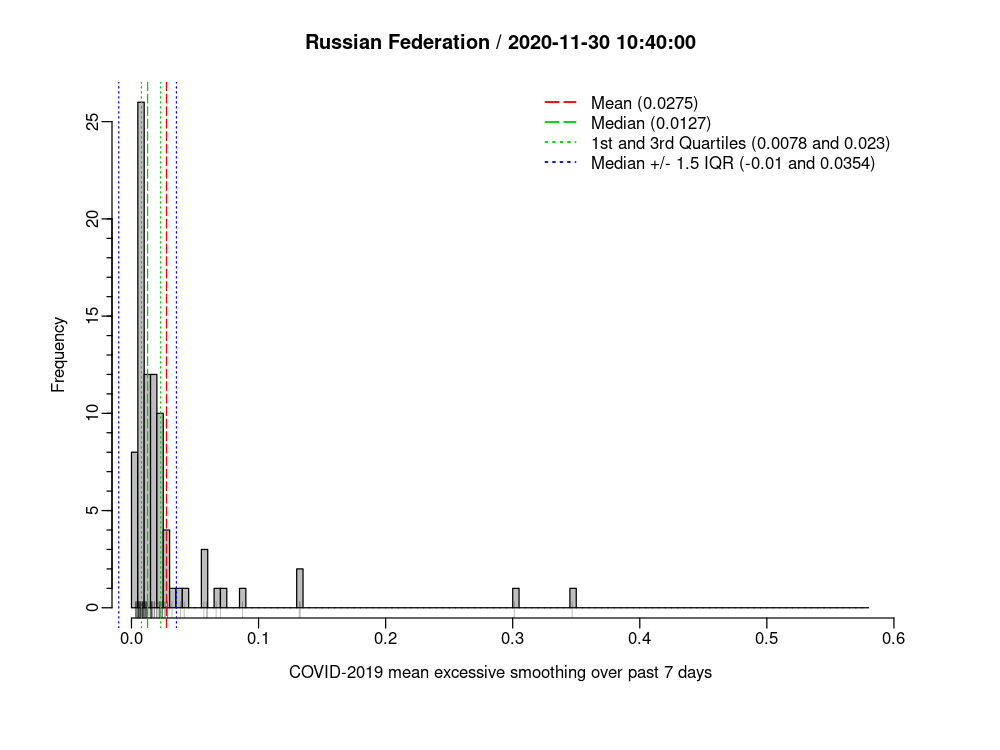 Russian Federation / 2020-11-30 10:40:00
Mean (0.0275)
Median (0.0127)
1st and 3rd Quartiles (0.0078 and 0.023)
Median +/- 1.5 IQR (-0.01 and 0.0354)
Frequency
25
20
15
10
5
0
0.0 0.1 0.2 0.3 0.4 0.5 0.6
COVID-2019 mean excessive smoothing over past 7 days